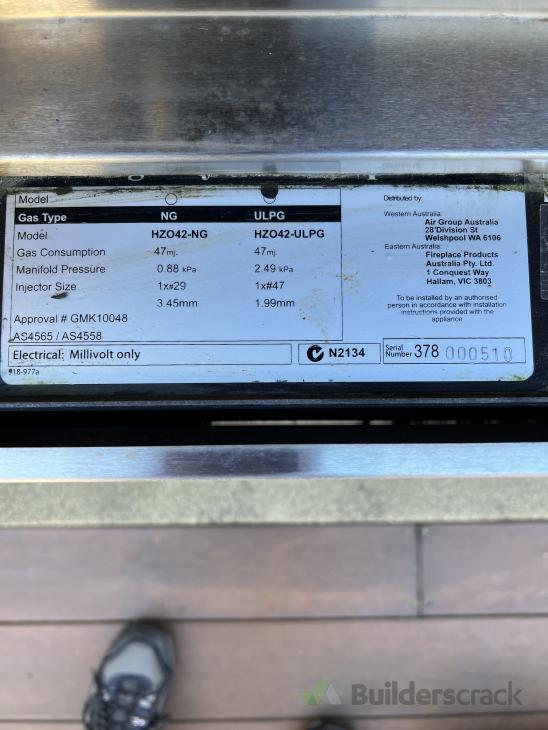 Model
Gas Type NG ULPG
Model HZO42-NG HZO42-ULPG
Gas Consumption 47mj. 47mj.
Manifold Pressure 0.88 kPa 2.49 kPa
Injector Size 1x#29 1x#47
3.45mm 1.99mm
Approval # GMK10048
AS4565 / AS4558
Electrical: Millivolt only
918-977a
Distributed by:
Western Australia:
Air Group Australia
28 Division St
Welshpool WA 6106
Eastern Australia:
Fireplace Products
Australia Pty. Ltd.
1 Conquest Way
Hallam, VIC 3803
To be installed by an authorised
person in accordance with installation
instructions provided with the
appliance
N2134
Serial
Number 378 000510
Builderscrack